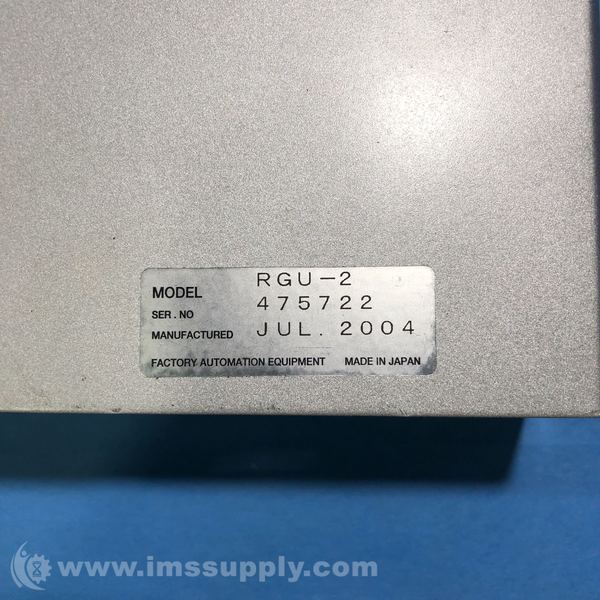 MODEL RGU-2
SER. NO 475722
MANUFACTURED JUL. 2004
FACTORY AUTOMATION EQUIPMENT MADE IN JAPAN
www.imssupply.com